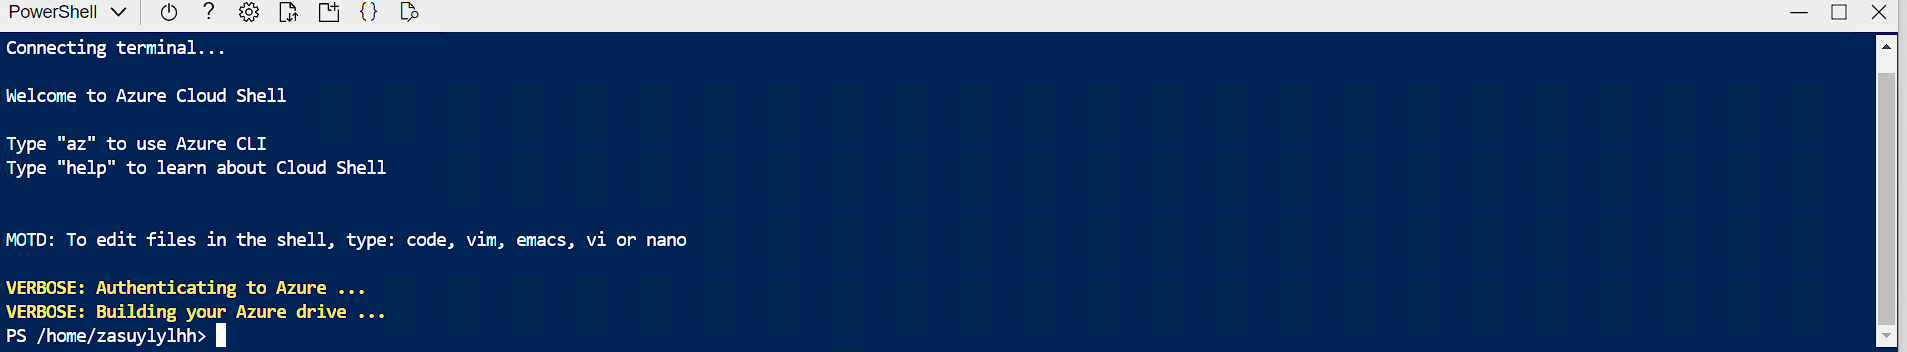 PowerShell
Connecting terminal...
Welcome to Azure Cloud Shell
Type "az" to use Azure CLI
Type "help" to learn about Cloud Shell
MOTD: To edit files in the shell, type: code, vim, emacs, vi or nano
VERBOSE: Authenticating to Azure ...
VERBOSE: Building your Azure drive ...
PS /home/zasuylylhh>